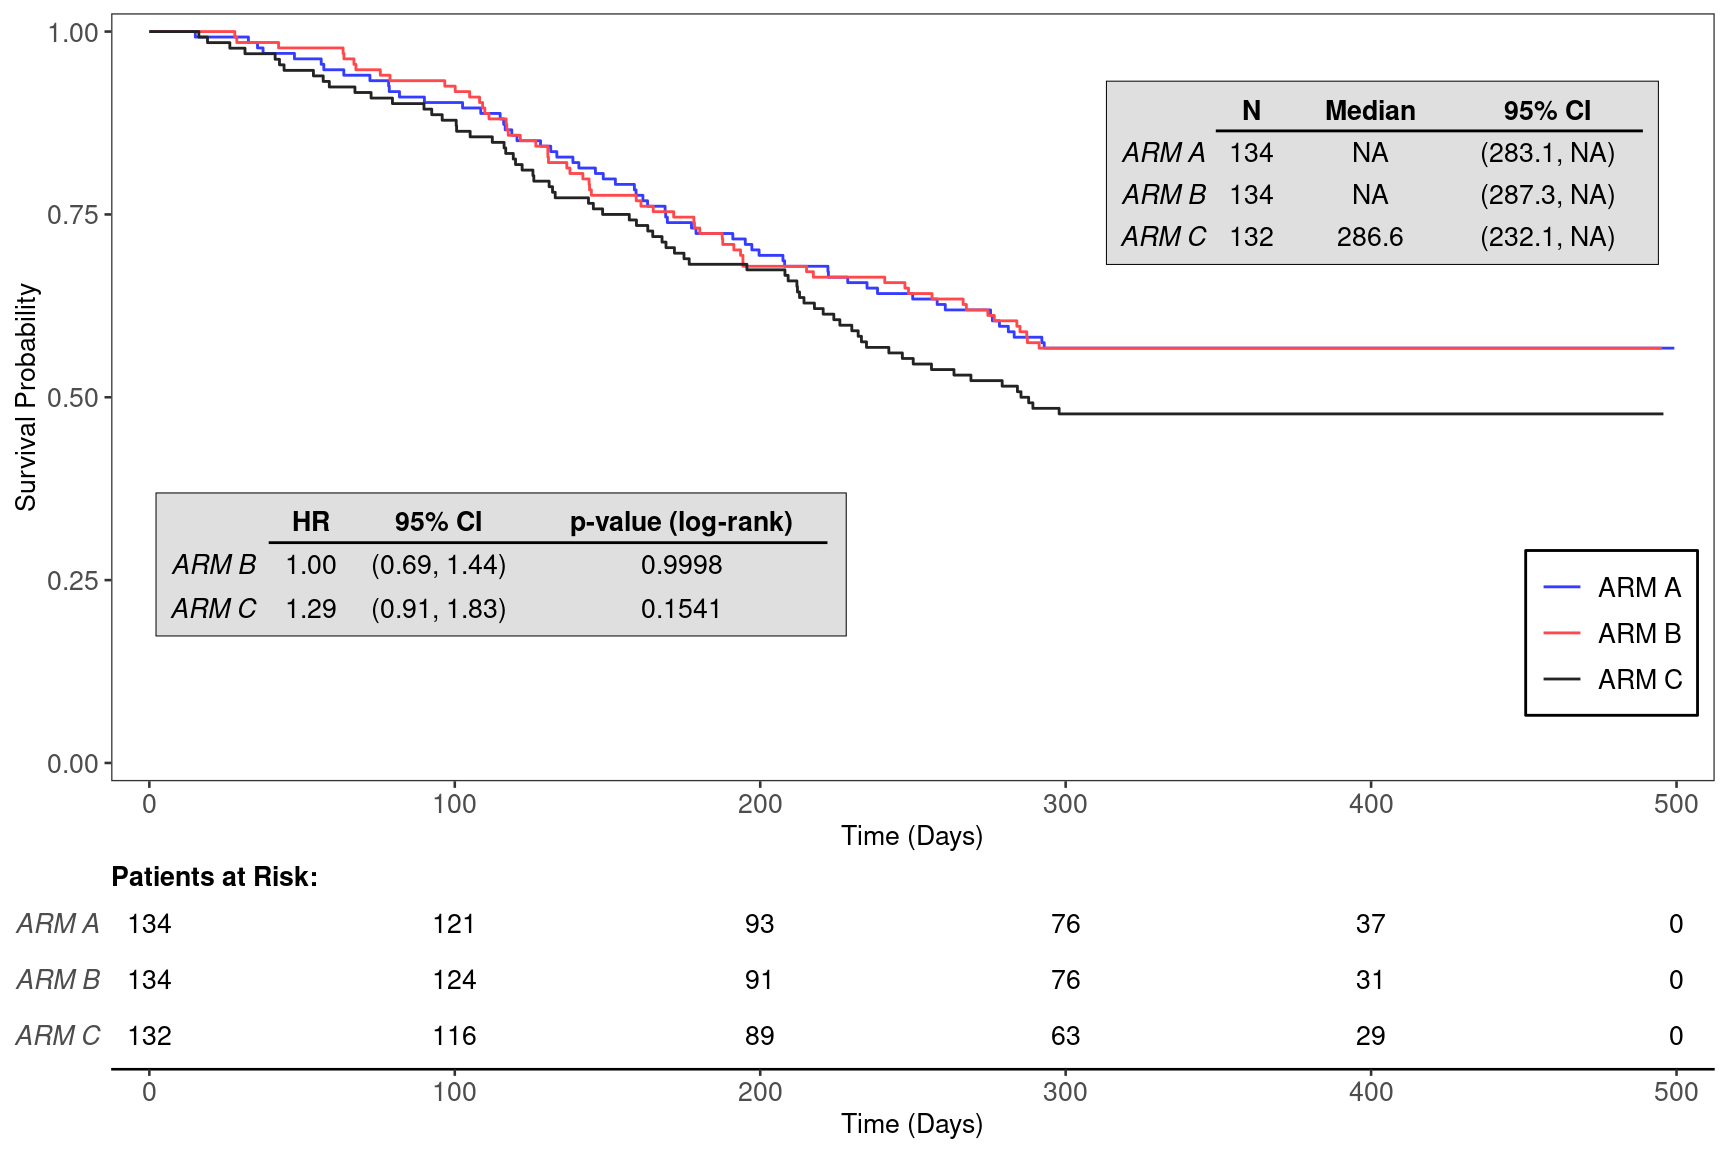 Survival Probability
1.00
0.75
0.50
0.25
0.00
N Median 95% CI
ARM A 134 NA (283.1, NA)
ARM B 134 NA (287.3, NA)
ARM C 132 286.6 (232.1, NA)
HR 95% CI p-value (log-rank)
ARM B 1.00 (0.69, 1.44) 0.9998
ARM C 1.29 (0.91, 1.83) 0.1541
ARM A
ARM B
ARM C
0 100 200 300 400 500
Time (Days)
Patients at Risk:
ARM A 134 121 93 76 37 0
ARM B 134 124 91 76 31 0
ARM C 132 116 89 63 29 0
0 100 200 300 400 500
Time (Days)